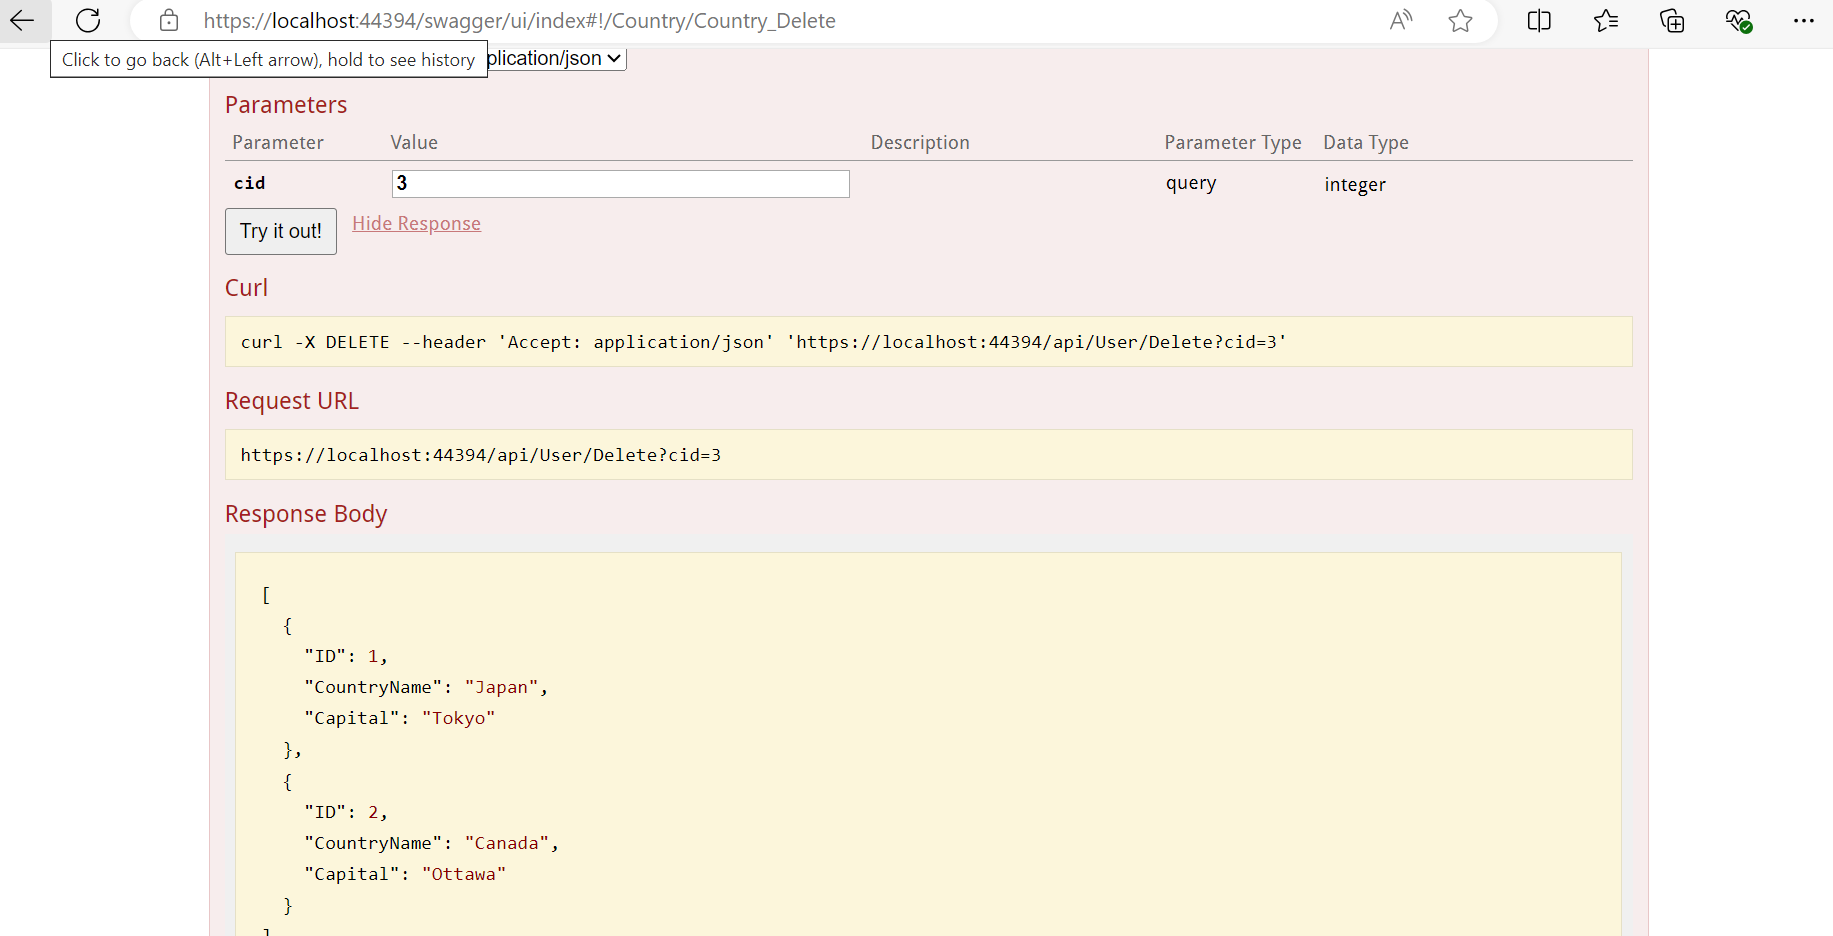 https://localhost:44394/swagger/ui/index#!/Country/Country_Delete
Click to go back (Alt+Left arrow), hold to see history
plication/json
Parameters
Parameter Value Description Parameter Type Data Type
cid 3 query integer
Try it out! Hide Response
Curl
curl -X DELETE --header 'Accept: application/json' 'https://localhost:44394/api/User/Delete?cid=3'
Request URL
https://localhost:44394/api/User/Delete?cid=3
Response Body
[
{
"ID": 1,
"CountryName": "Japan",
"Capital": "Tokyo"
},
{
"ID": 2,
"CountryName": "Canada",
"Capital": "Ottawa"
}
]